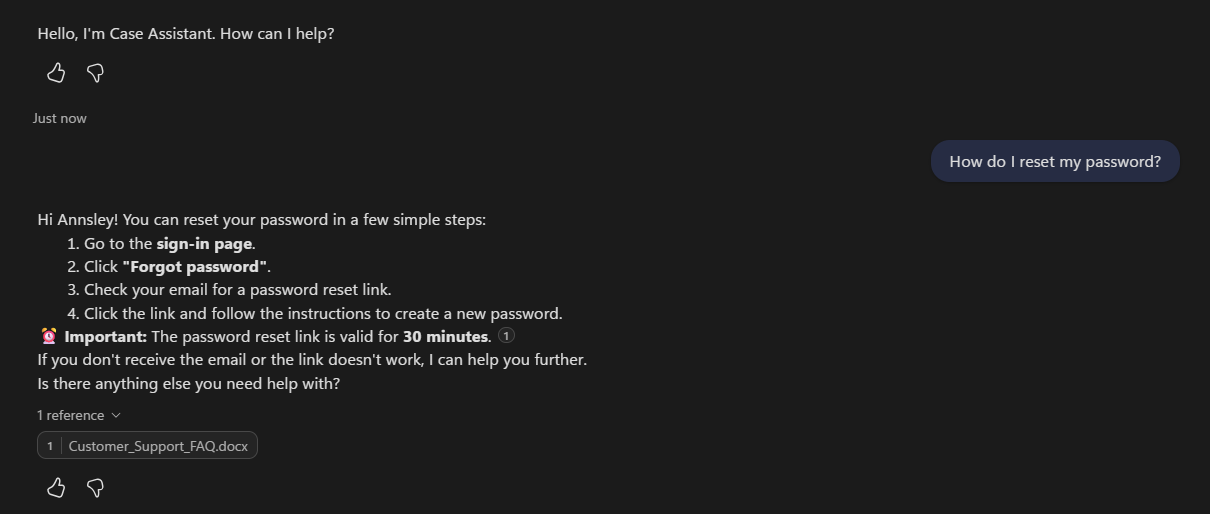 Hello, I'm Case Assistant. How can I help?
Just now
How do I reset my password?
Hi Annsley! You can reset your password in a few simple steps:
1. Go to the sign-in page.
2. Click "Forgot password".
3. Check your email for a password reset link.
4. Click the link and follow the instructions to create a new password.
⏰ Important: The password reset link is valid for 30 minutes. 1
If you don't receive the email or the link doesn't work, I can help you further.
Is there anything else you need help with?
1 reference
1 Customer_Support_FAQ.docx